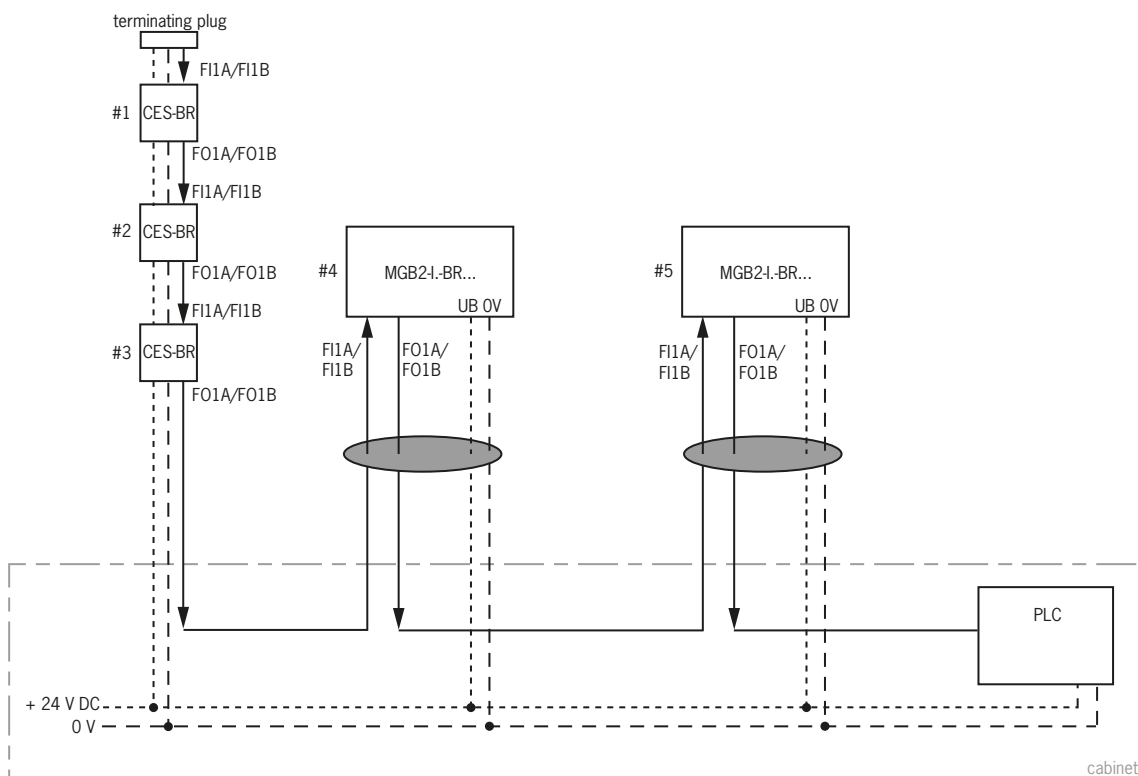 terminating plug
FI1A/FI1B
#1 CES-BR
FO1A/FO1B
FI1A/FI1B
#2 CES-BR
FO1A/FO1B
FI1A/FI1B
#3 CES-BR
FO1A/FO1B
#4 MGB2-I.-BR...
UB 0V
FI1A/
FI1B
FO1A/
FO1B
#5 MGB2-I.-BR...
UB 0V
FI1A/
FI1B
FO1A/
FO1B
PLC
+ 24 V DC
0 V
cabinet